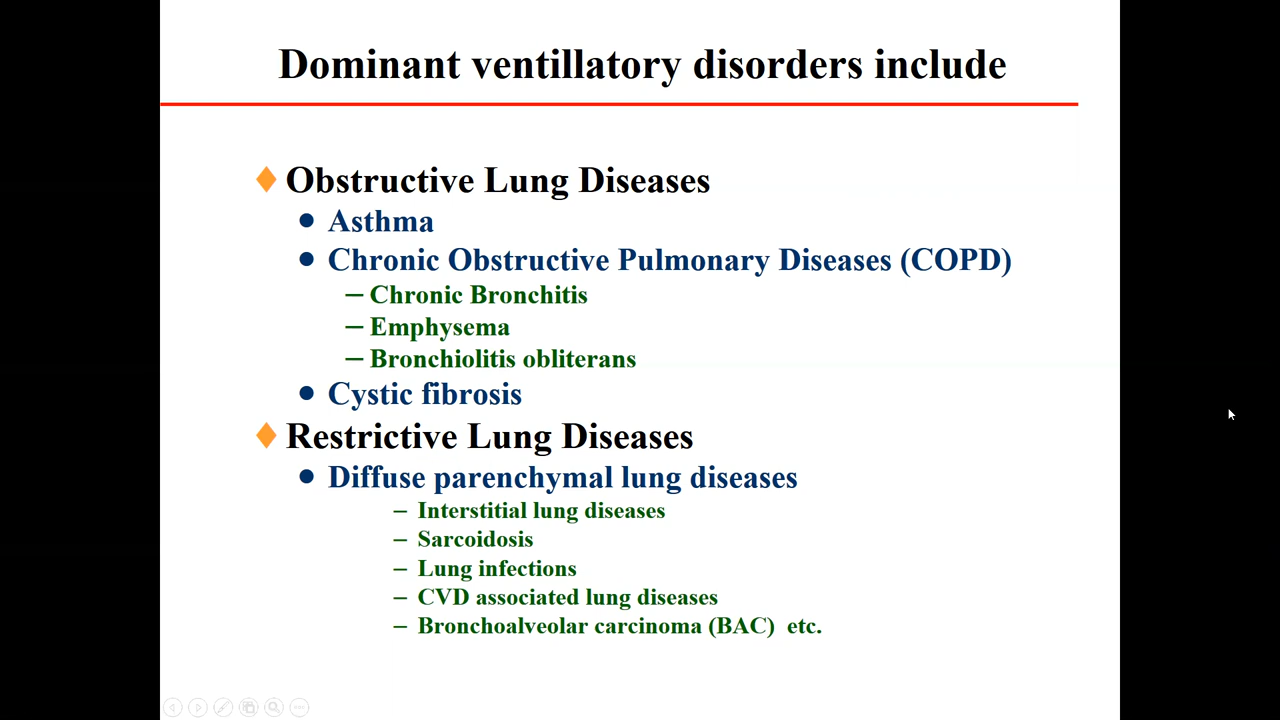 Dominant ventillatory disorders include
Obstructive Lung Diseases
Asthma
Chronic Obstructive Pulmonary Diseases (COPD)
– Chronic Bronchitis
– Emphysema
– Bronchiolitis obliterans
Cystic fibrosis
Restrictive Lung Diseases
Diffuse parenchymal lung diseases
– Interstitial lung diseases
– Sarcoidosis
– Lung infections
– CVD associated lung diseases
– Bronchoalveolar carcinoma (BAC) etc.